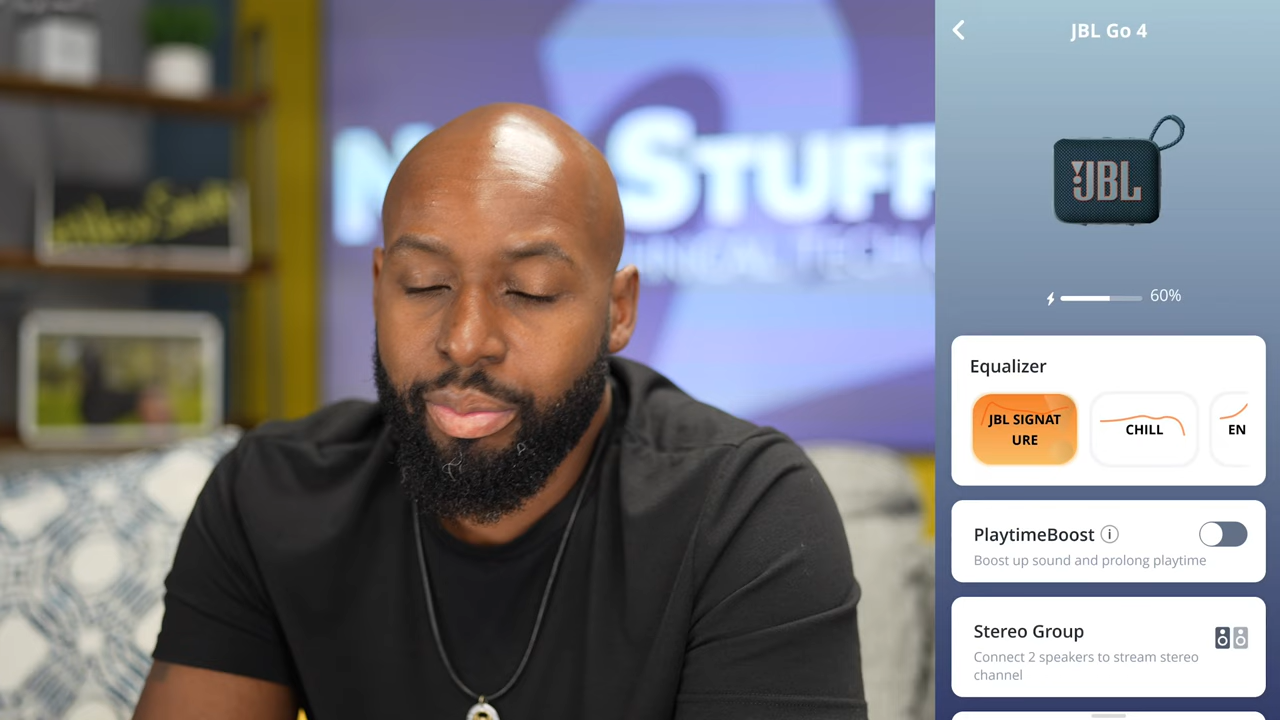 STUFF
JBL Go 4
JBL
60%
Equalizer
JBL SIGNAT
URE
CHILL
EN
PlaytimeBoost
Boost up sound and prolong playtime
Stereo Group
Connect 2 speakers to stream stereo
channel